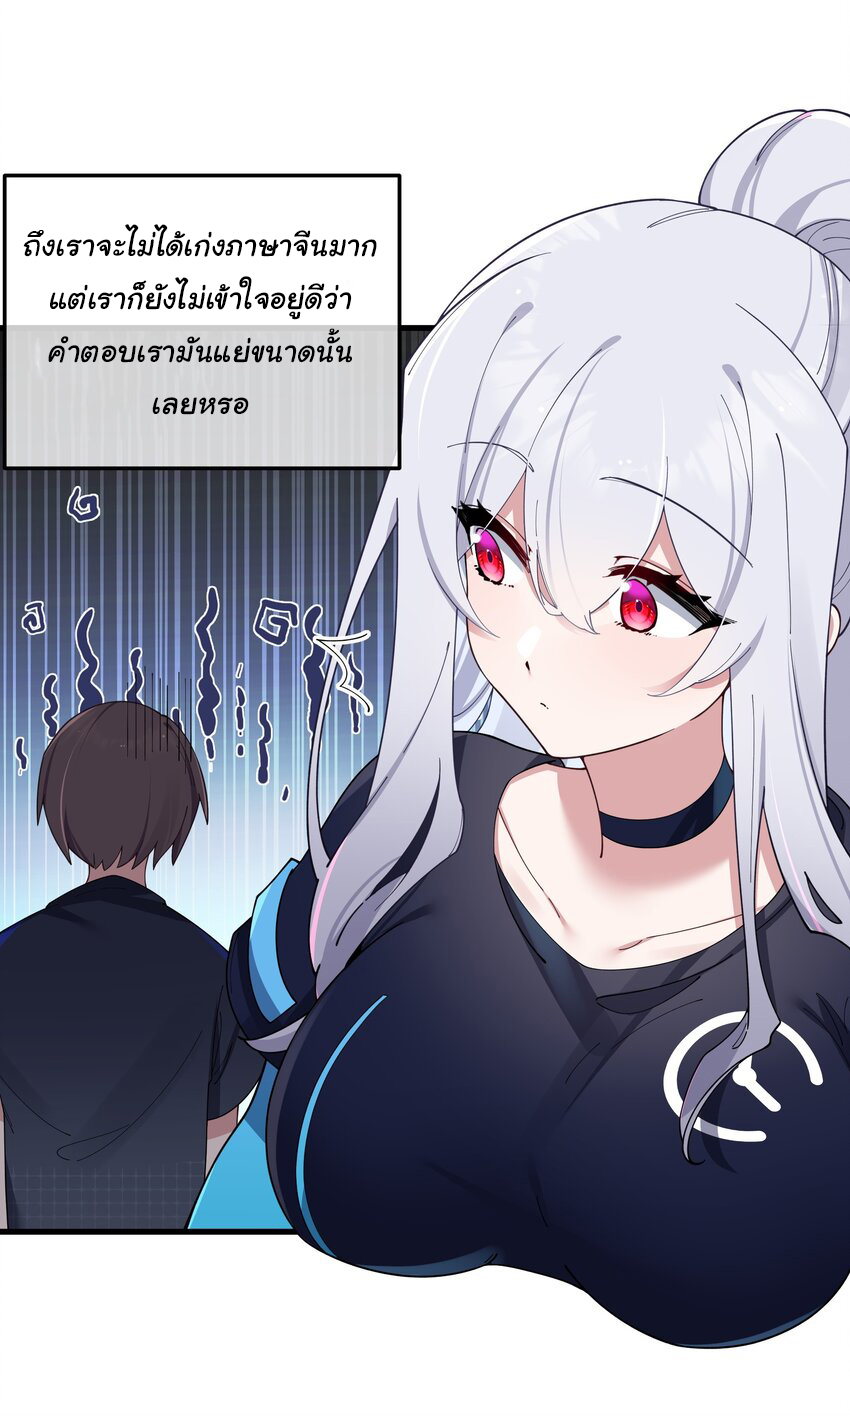 ถึงเราจะไม่ได้เก่งภาษาจีนมาก
แต่เราก็ยังไม่เข้าใจอยู่ดีว่า
คำตอบเรามันแย่ขนาดนั้น
เลยหรอ